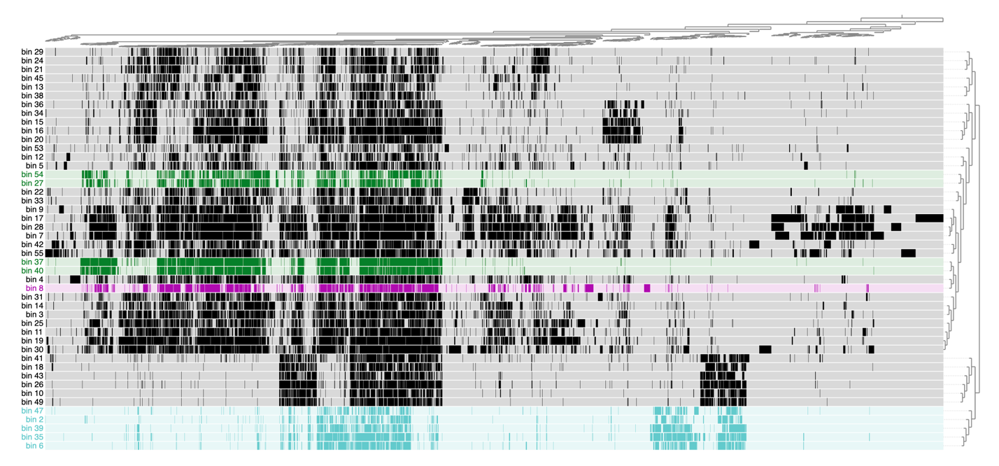 bin 29
bin 24
bin 21
bin 45
bin 13
bin 38
bin 36
bin 34
bin 15
bin 16
bin 20
bin 53
bin 12
bin 5
bin 54
bin 27
bin 22
bin 33
bin 9
bin 17
bin 28
bin 7
bin 42
bin 55
bin 37
bin 40
bin 4
bin 8
bin 31
bin 14
bin 3
bin 25
bin 11
bin 19
bin 30
bin 41
bin 18
bin 43
bin 26
bin 10
bin 49
bin 47
bin 2
bin 39
bin 35
bin 6